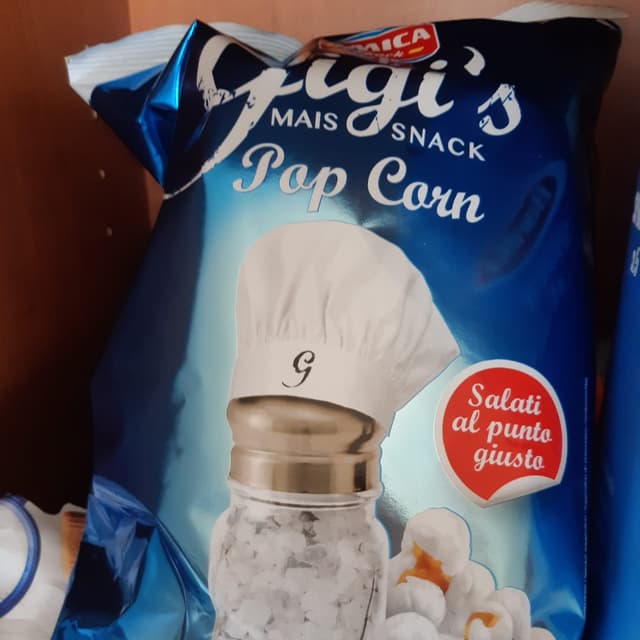 Gigi's
MAIS SNACK
Pop Corn
G
Salati
al punto
giusto